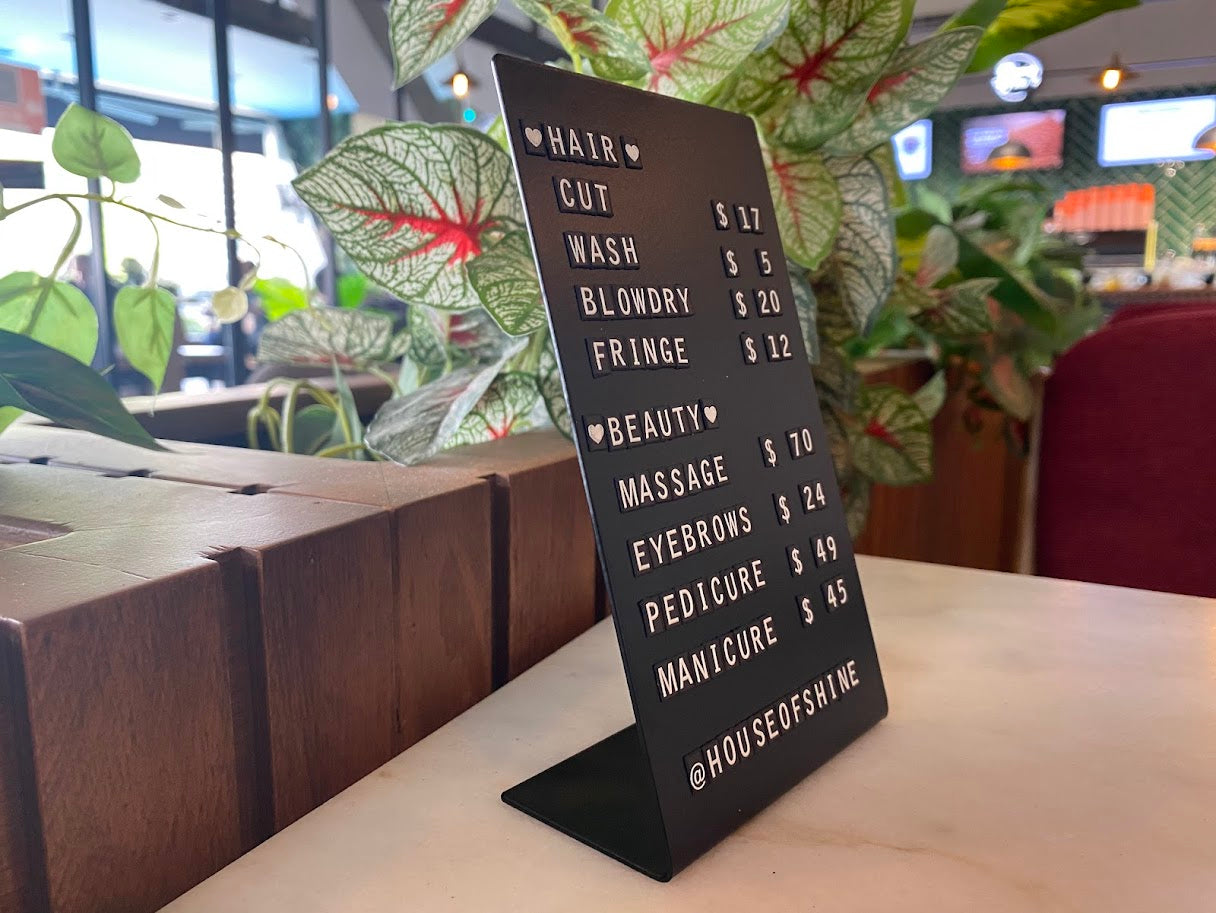 ♥HAIR♥
CUT $ 17
WASH $ 5
BLOWDRY $ 20
FRINGE $ 12
♥BEAUTY♥
MASSAGE $ 70
EYEBROWS $ 24
PEDICURE $ 49
MANICURE $ 45
@HOUSEOFSHINE